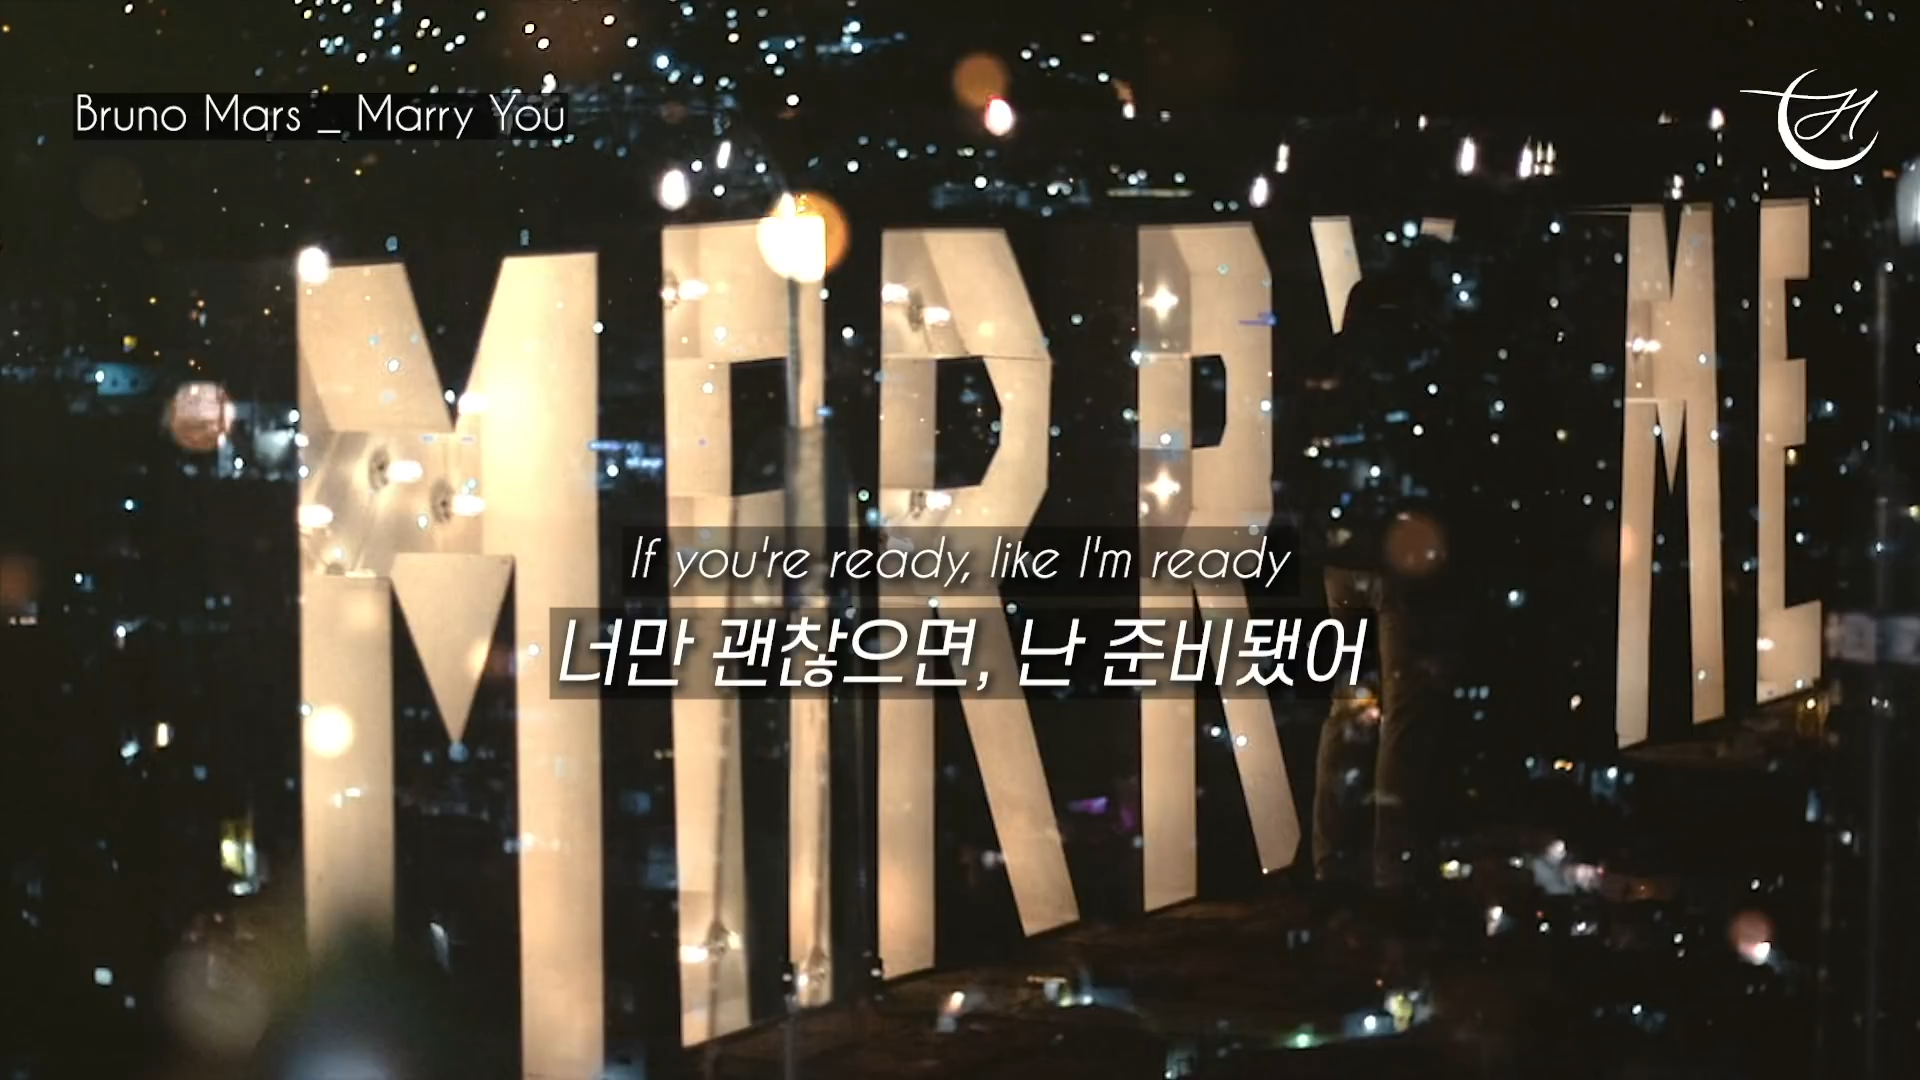 Bruno Mars _ Marry You
MARRY ME
If you're ready, like I'm ready
너만 괜찮으면, 난 준비됐어